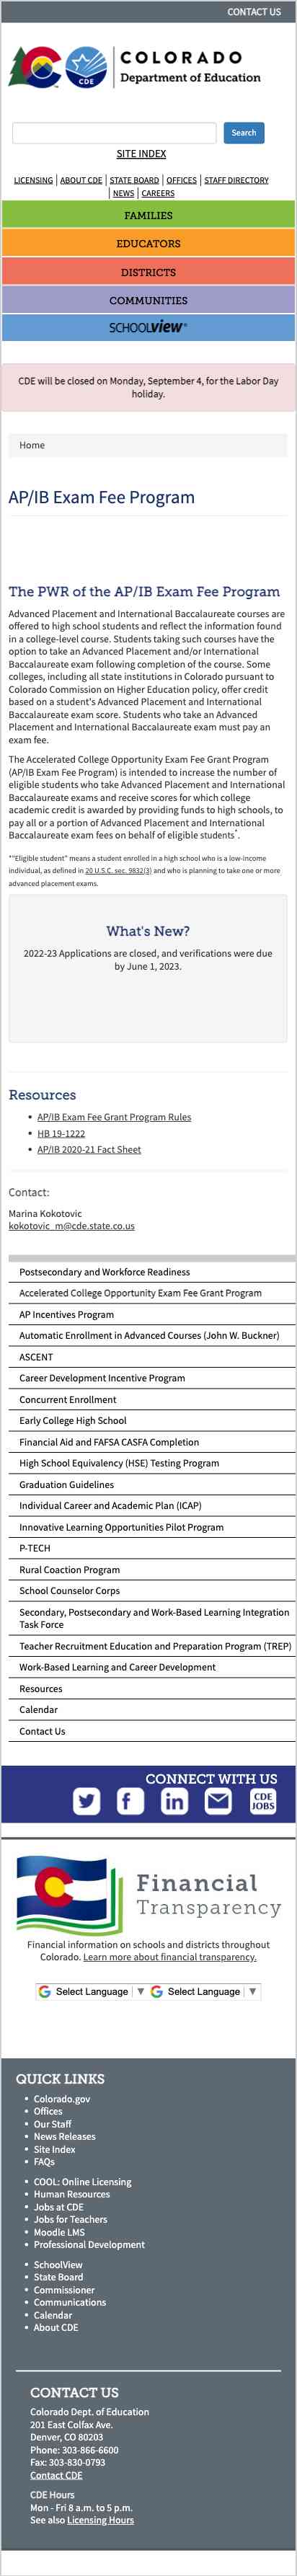 CONTACT US
COLORADO
Department of Education
CDE
Search
SITE INDEX
LICENSING | ABOUT CDE | STATE BOARD | OFFICES | STAFF DIRECTORY
| NEWS | CAREERS
FAMILIES
EDUCATORS
DISTRICTS
COMMUNITIES
SCHOOLVIEW®
CDE will be closed on Monday, September 4, for the Labor Day
holiday.
Home
AP/IB Exam Fee Program
The PWR of the AP/IB Exam Fee Program
Advanced Placement and International Baccalaureate courses are
offered to high school students and reflect the information found
in a college-level course. Students taking such courses have the
option to take an Advanced Placement and/or International
Baccalaureate exam following completion of the course. Some
colleges, including all state institutions in Colorado pursuant to
Colorado Commission on Higher Education policy, offer credit
based on a student's Advanced Placement and International
Baccalaureate exam score. Students who take an Advanced
Placement and International Baccalaureate exam must pay an
exam fee.
The Accelerated College Opportunity Exam Fee Grant Program
(AP/IB Exam Fee Program) is intended to increase the number of
eligible students who take Advanced Placement and International
Baccalaureate exams and receive scores for which college
academic credit is awarded by providing funds to high schools, to
pay all or a portion of Advanced Placement and International
Baccalaureate exam fees on behalf of eligible students*.
*"Eligible student" means a student enrolled in a high school who is a low-income
individual, as defined in 20 U.S.C. sec. 9832(3) and who is planning to take one or more
advanced placement exams.
What's New?
2022-23 Applications are closed, and verifications were due
by June 1, 2023.
Resources
• AP/IB Exam Fee Grant Program Rules
• HB 19-1222
• AP/IB 2020-21 Fact Sheet
Contact:
Marina Kokotovic
kokotovic_m@cde.state.co.us
Postsecondary and Workforce Readiness
Accelerated College Opportunity Exam Fee Grant Program
AP Incentives Program
Automatic Enrollment in Advanced Courses (John W. Buckner)
ASCENT
Career Development Incentive Program
Concurrent Enrollment
Early College High School
Financial Aid and FAFSA CASFA Completion
High School Equivalency (HSE) Testing Program
Graduation Guidelines
Individual Career and Academic Plan (ICAP)
Innovative Learning Opportunities Pilot Program
P-TECH
Rural Coaction Program
School Counselor Corps
Secondary, Postsecondary and Work-Based Learning Integration
Task Force
Teacher Recruitment Education and Preparation Program (TREP)
Work-Based Learning and Career Development
Resources
Calendar
Contact Us
CONNECT WITH US
CDE
JOBS
Financial
Transparency
Financial information on schools and districts throughout
Colorado. Learn more about financial transparency.
Select Language ▼ Select Language ▼
QUICK LINKS
• Colorado.gov
• Offices
• Our Staff
• News Releases
• Site Index
• FAQs
• COOL: Online Licensing
• Human Resources
• Jobs at CDE
• Jobs for Teachers
• Moodle LMS
• Professional Development
• SchoolView
• State Board
• Commissioner
• Communications
• Calendar
• About CDE
CONTACT US
Colorado Dept. of Education
201 East Colfax Ave.
Denver, CO 80203
Phone: 303-866-6600
Fax: 303-830-0793
Contact CDE
CDE Hours
Mon - Fri 8 a.m. to 5 p.m.
See also Licensing Hours